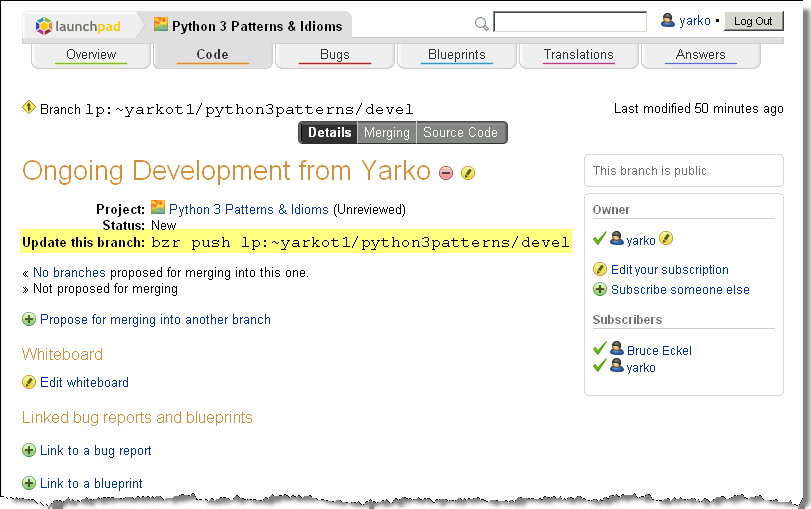 launchpad Python 3 Patterns & Idioms yarko • Log Out
Overview Code Bugs Blueprints Translations Answers
Branch lp:~yarkot1/python3patterns/devel Last modified 50 minutes ago
Details Merging Source Code
Ongoing Development from Yarko
Project: Python 3 Patterns & Idioms (Unreviewed)
Status: New
Update this branch: bzr push lp:~yarkot1/python3patterns/devel
« No branches proposed for merging into this one.
» Not proposed for merging
Propose for merging into another branch
Whiteboard
Edit whiteboard
Linked bug reports and blueprints
Link to a bug report
Link to a blueprint
This branch is public
Owner
yarko
Edit your subscription
Subscribe someone else
Subscribers
Bruce Eckel
yarko